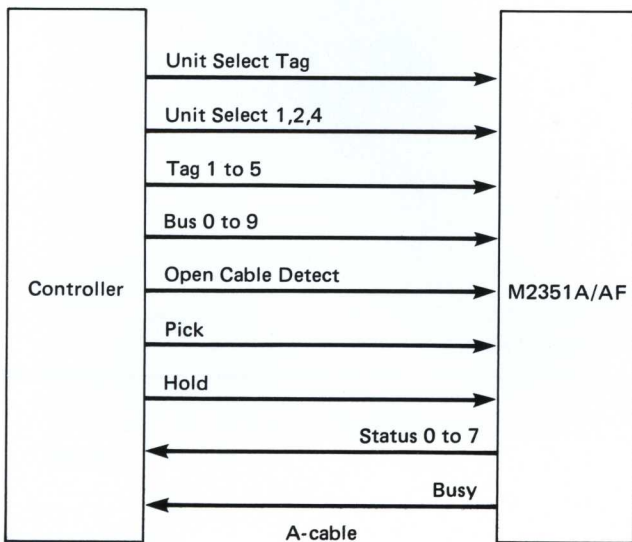 Unit Select Tag
Unit Select 1,2,4
Tag 1 to 5
Bus 0 to 9
Controller
Open Cable Detect
M2351A/AF
Pick
Hold
Status 0 to 7
Busy
A-cable